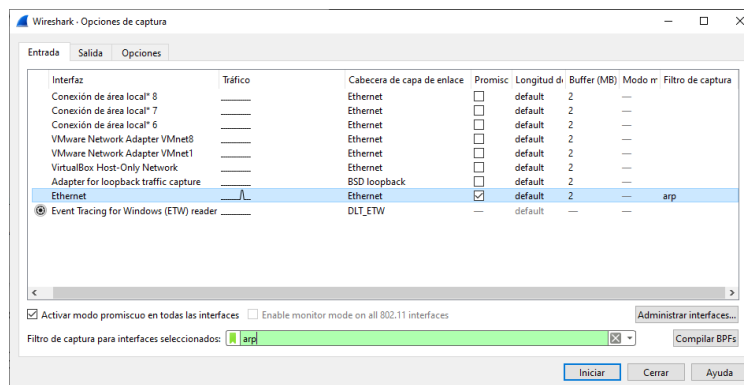 Wireshark · Opciones de captura
Entrada Salida Opciones
Interfaz Tráfico Cabecera de capa de enlace Promisc Longitud d Buffer (MB) Modo m Filtro de captura
Conexión de área local* 8 Ethernet default 2 —
Conexión de área local* 7 Ethernet default 2 —
Conexión de área local* 6 Ethernet default 2 —
VMware Network Adapter VMnet8 Ethernet default 2 —
VMware Network Adapter VMnet1 Ethernet default 2 —
VirtualBox Host-Only Network Ethernet default 2 —
Adapter for loopback traffic capture BSD loopback default 2 —
Ethernet Ethernet default 2 — arp
Event Tracing for Windows (ETW) reader DLT_ETW — default — —
Activar modo promiscuo en todas las interfaces Enable monitor mode on all 802.11 interfaces Administrar interfaces...
Filtro de captura para interfaces seleccionados: arp Compilar BPFs
Iniciar Cerrar Ayuda